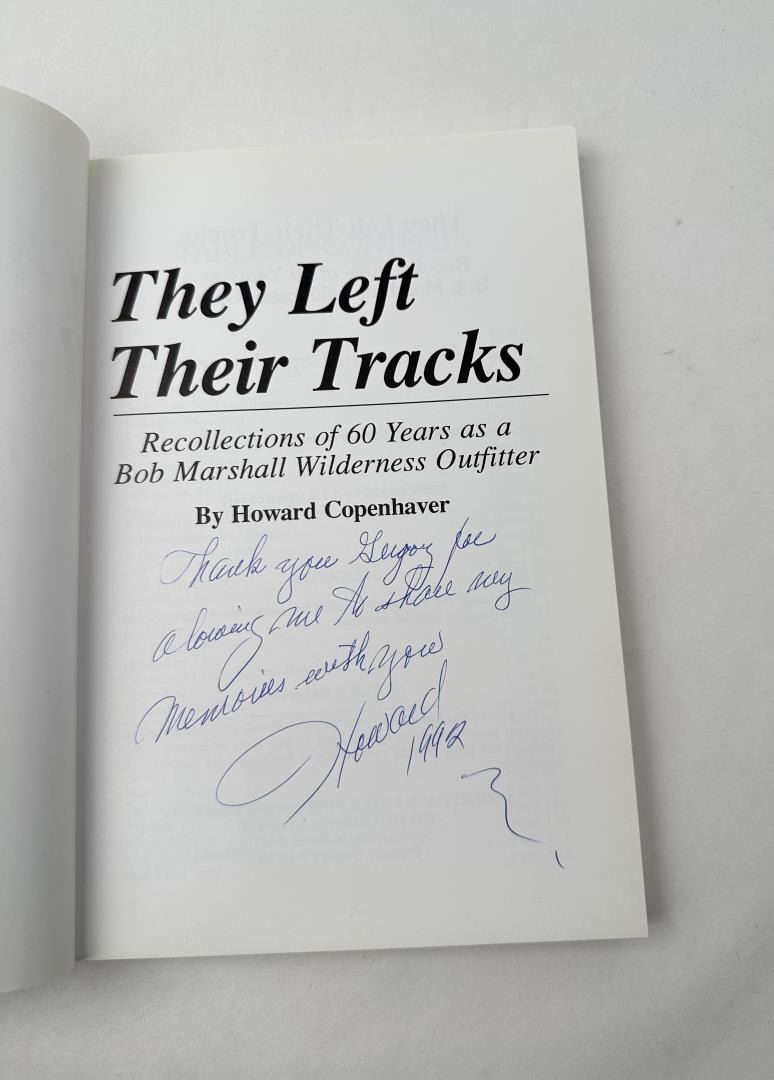 They Left
Their Tracks
Recollections of 60 Years as a
Bob Marshall Wilderness Outfitter
By Howard Copenhaver
Thank you for
alowing me to share my
Memories with you
Howard
1992